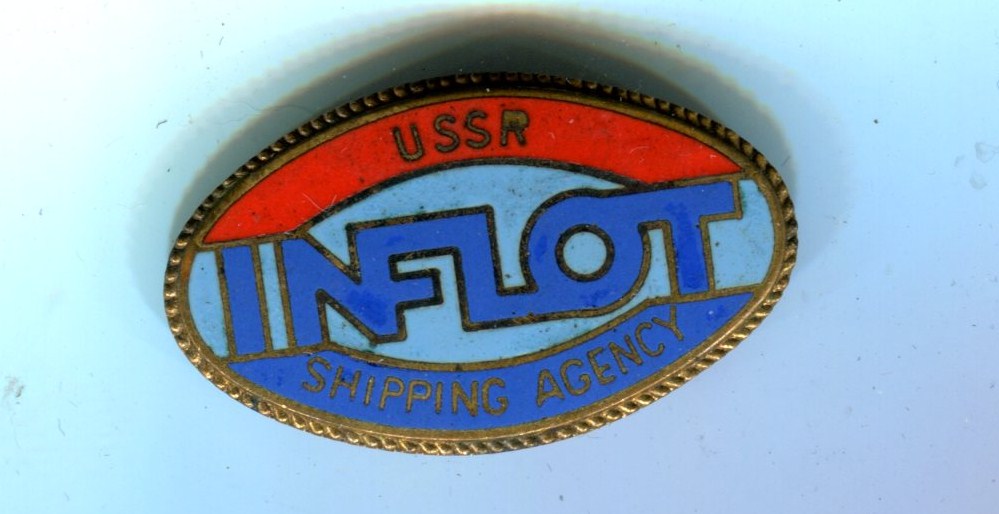 USSR
INFLOT
SHIPPING AGENCY